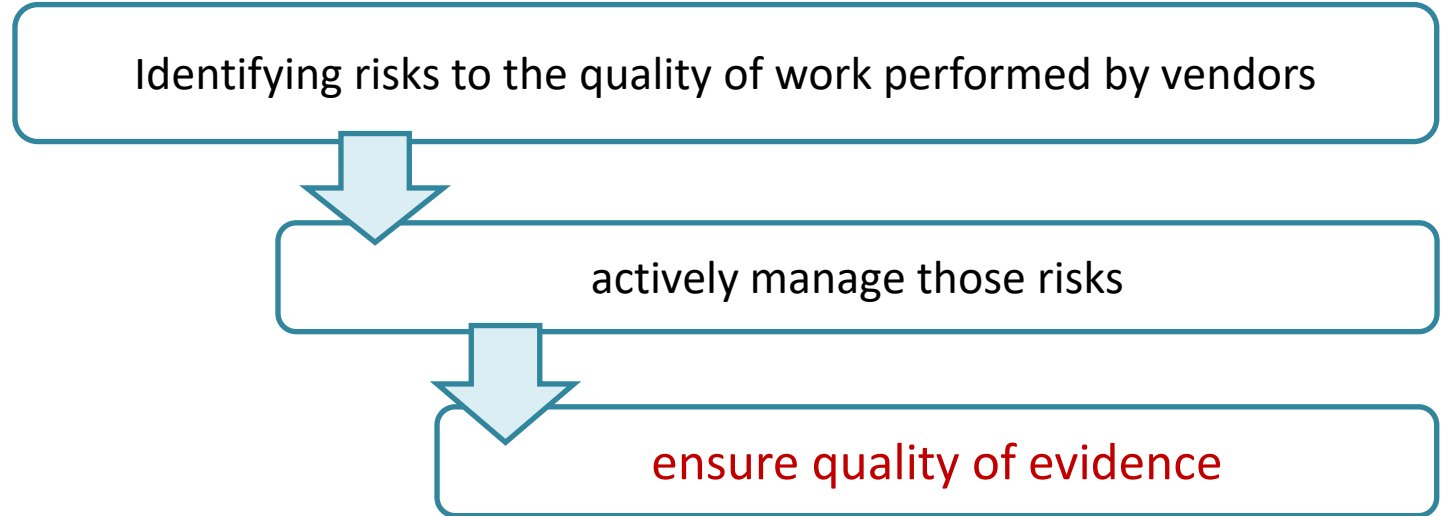 Identifying risks to the quality of work performed by vendors
actively manage those risks
ensure quality of evidence